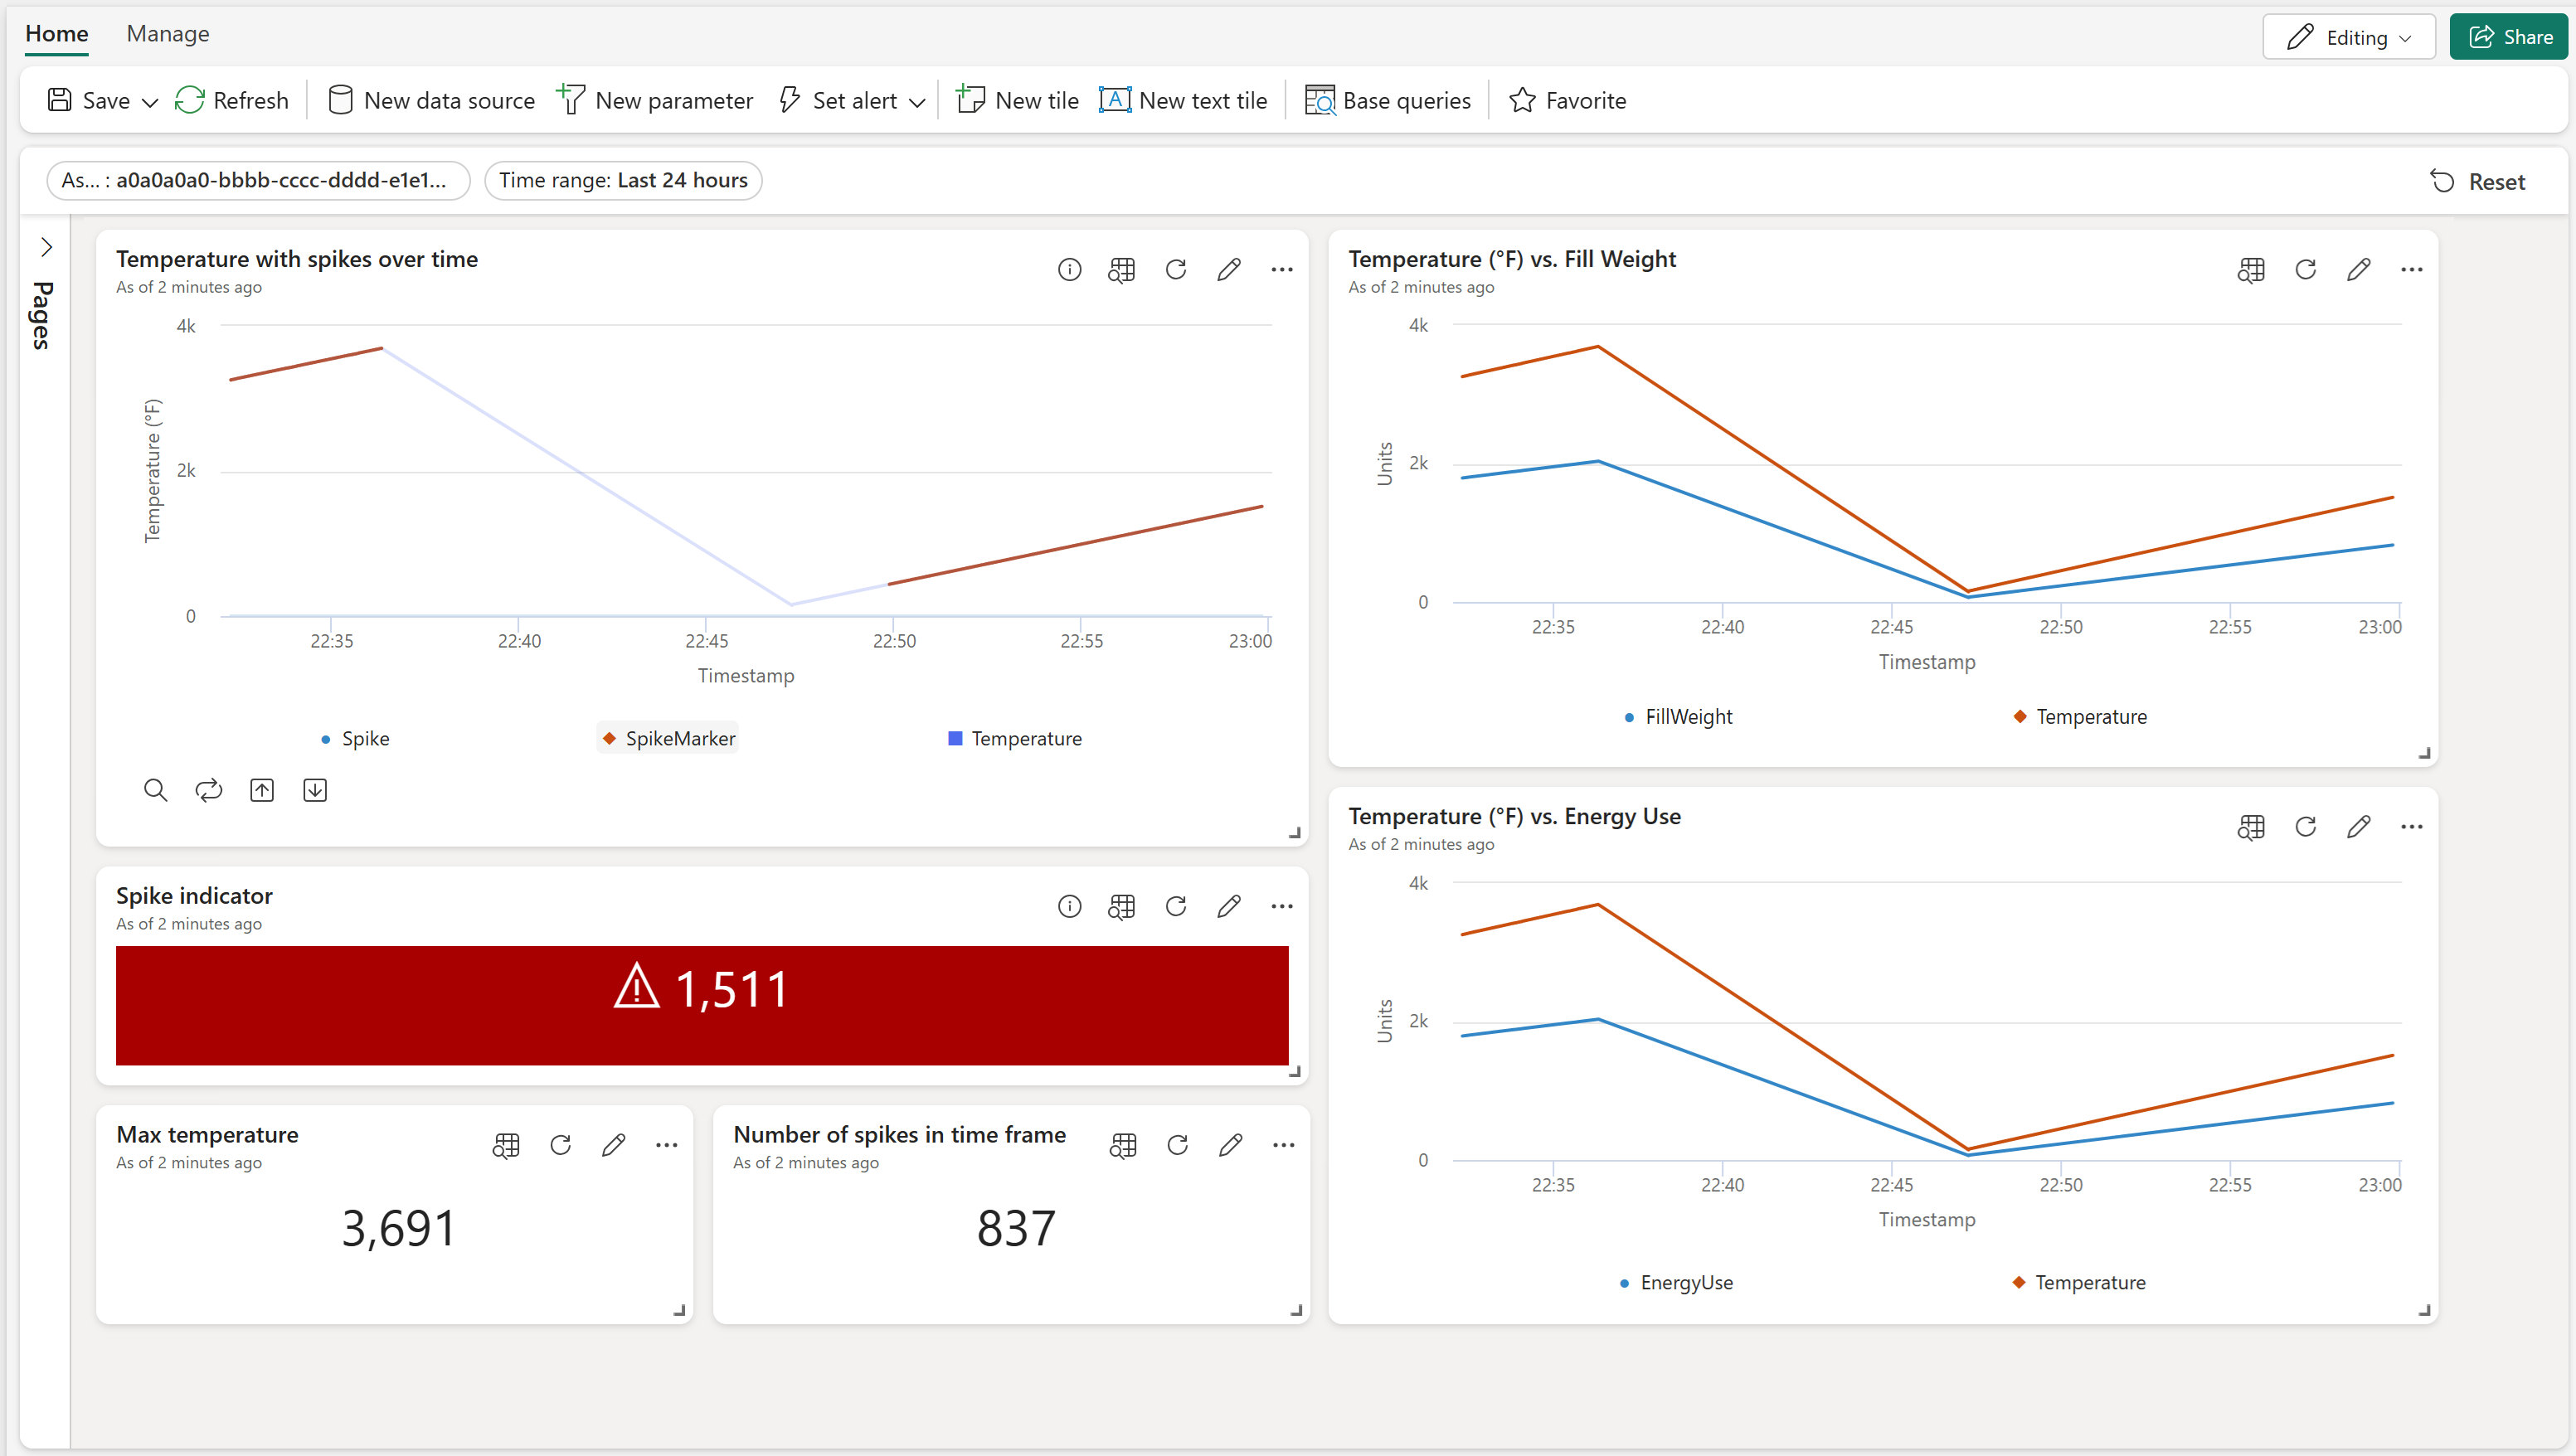 Home Manage Editing Share
Save Refresh New data source New parameter Set alert New tile New text tile Base queries Favorite
As... : a0a0a0a0-bbbb-cccc-dddd-e1e1... Time range: Last 24 hours Reset
Pages
Temperature with spikes over time
As of 2 minutes ago
4k
2k
0
Temperature (°F)
22:35 22:40 22:45 22:50 22:55 23:00
Timestamp
Spike SpikeMarker Temperature
Temperature (°F) vs. Fill Weight
As of 2 minutes ago
4k
2k
0
Units
22:35 22:40 22:45 22:50 22:55 23:00
Timestamp
FillWeight Temperature
Spike indicator
As of 2 minutes ago
1,511
Temperature (°F) vs. Energy Use
As of 2 minutes ago
4k
2k
0
Units
22:35 22:40 22:45 22:50 22:55 23:00
Timestamp
EnergyUse Temperature
Max temperature
As of 2 minutes ago
3,691
Number of spikes in time frame
As of 2 minutes ago
837